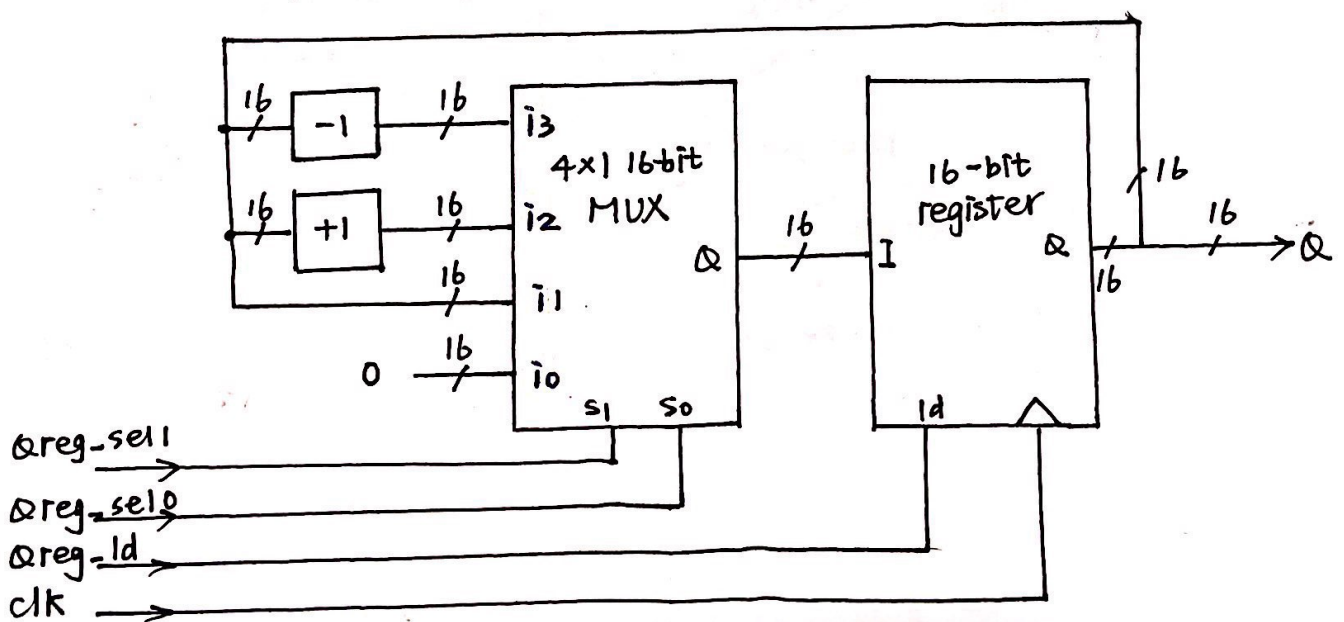 16
16
-1
16
16
+1
16
16
0
16
i3
i2
i1
i0
4x1 16-bit
MUX
Q
S1 S0
16
I
16-bit
register
Q
ld
16
16
16
Q
Qreg_sel1
Qreg_sel0
Qreg_ld
clk